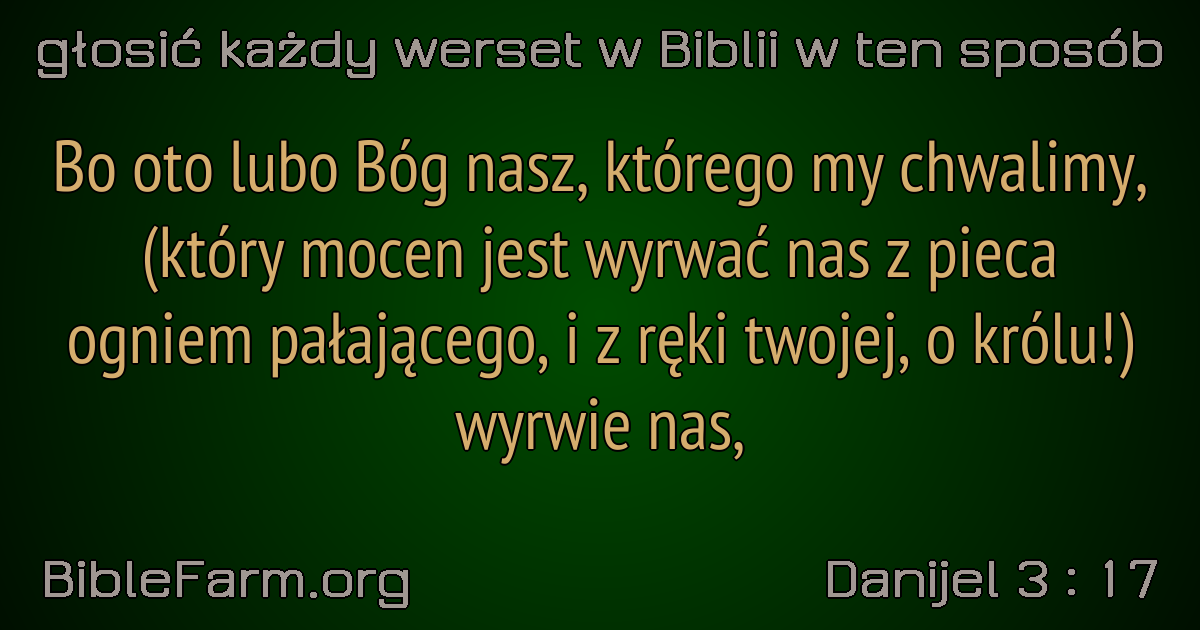 głosić każdy werset w Biblii w ten sposób
Bo oto lubo Bóg nasz, którego my chwalimy,
(który mocen jest wyrwać nas z pieca
ogniem pałającego, i z ręki twojej, o królu!)
wyrwie nas,
BibleFarm.org
Danijel 3 : 17